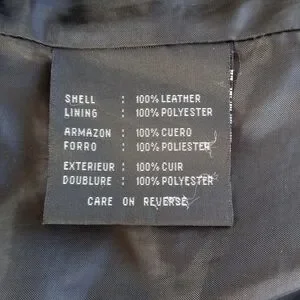 SHELL : 100% LEATHER
LINING : 100% POLYESTER
ARMAZON : 100% CUERO
FORRO : 100% POLIESTER
EXTERIEUR : 100% CUIR
DOUBLURE : 100% POLYESTER
CARE ON REVERSE